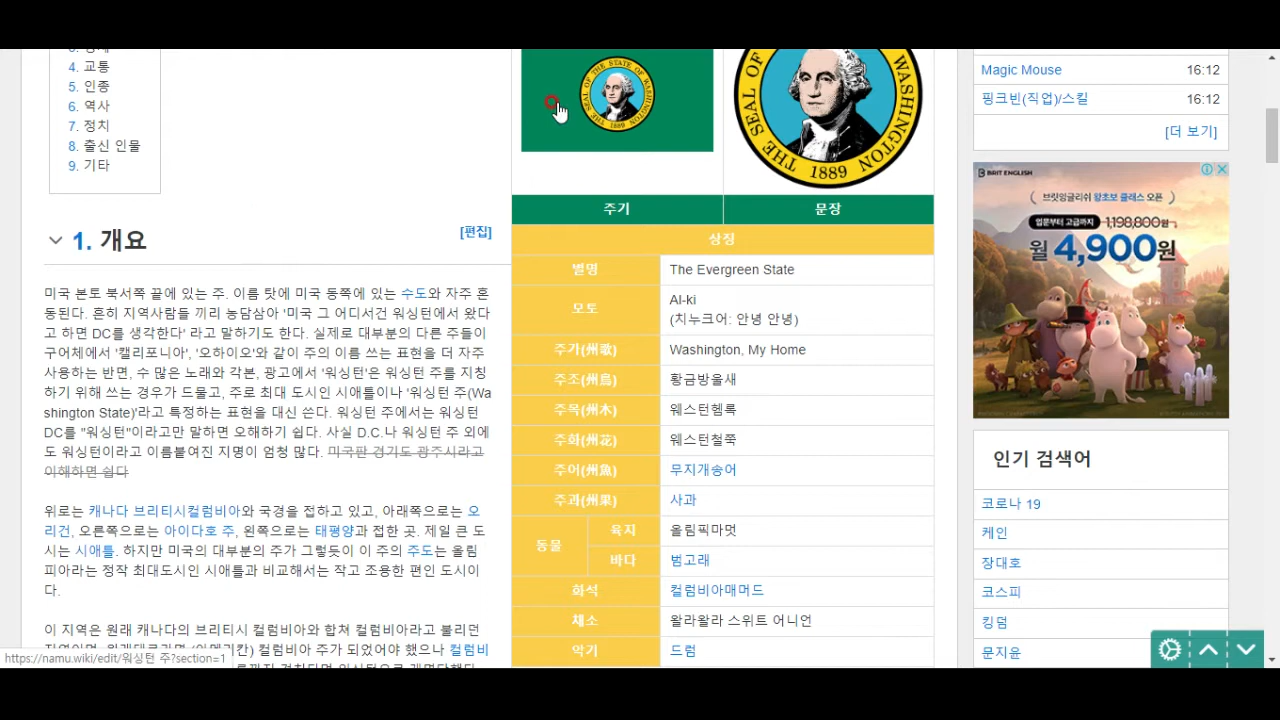 4. 교통
5. 인종
6. 역사
7. 정치
8. 출신 인물
9. 기타
1. 개요
[편집]
미국 본토 북서쪽 끝에 있는 주. 이름 탓에 미국 동쪽에 있는 수도와 자주 혼
동된다. 흔히 지역사람들 끼리 농담삼아 '미국 그 어디서건 워싱턴에서 왔다
고 하면 DC를 생각한다' 라고 말하기도 한다. 실제로 대부분의 다른 주들이
구어체에서 '캘리포니아', '오하이오'와 같이 주의 이름 쓰는 표현을 더 자주
사용하는 반면, 수 많은 노래와 각본, 광고에서 '워싱턴'은 워싱턴 주를 지칭
하기 위해 쓰는 경우가 드물고, 주로 최대 도시인 시애틀이나 '워싱턴 주(Wa
shington State)'라고 특정하는 표현을 대신 쓴다. 워싱턴 주에서는 워싱턴
DC를 "워싱턴"이라고만 말하면 오해하기 쉽다. 사실 D.C.나 워싱턴 주 외에
도 워싱턴이라고 이름붙여진 지명이 엄청 많다. 미국판 경기도 광주시라고
이해하면 쉽다
위로는 캐나다 브리티시컬럼비아와 국경을 접하고 있고, 아래쪽으로는 오
리건, 오른쪽으로는 아이다호 주, 왼쪽으로는 태평양과 접한 곳. 제일 큰 도
시는 시애틀. 하지만 미국의 대부분의 주가 그렇듯이 이 주의 주도는 올림
피아라는 정작 최대도시인 시애틀과 비교해서는 작고 조용한 편인 도시이
다.
이 지역은 원래 캐나다의 브리티시 컬럼비아와 합쳐 컬럼비아라고 불리던
컬럼비아 주가 되었어야 했으나 컬럼비
https://namu.wiki/edit/워싱턴 주?section=1
THE SEAL OF THE STATE OF WASHINGTON
1889
THE SEAL OF
WASHINGTON
1889
주기
문장
상징
별명
The Evergreen State
모토
Al-ki
(치누크어: 안녕 안녕)
주가(州歌)
Washington, My Home
주조(州鳥)
황금방울새
주목(州木)
웨스턴헴록
주화(州花)
웨스턴철쭉
주어(州魚)
무지개송어
주과(州果)
사과
동물
육지
올림픽마멋
바다
범고래
화석
컬럼비아매머드
채소
왈라왈라 스위트 어니언
악기
드럼
Magic Mouse
16:12
핑크빈(직업)/스킬
16:12
[더 보기]
BRIT ENGLISH
브릿잉글리쉬 왕초보 클래스 오픈
입문부터 고급까지 1,198,800원
월 4,900원
인기 검색어
코로나 19
케인
장대호
코스피
킹덤
문지윤